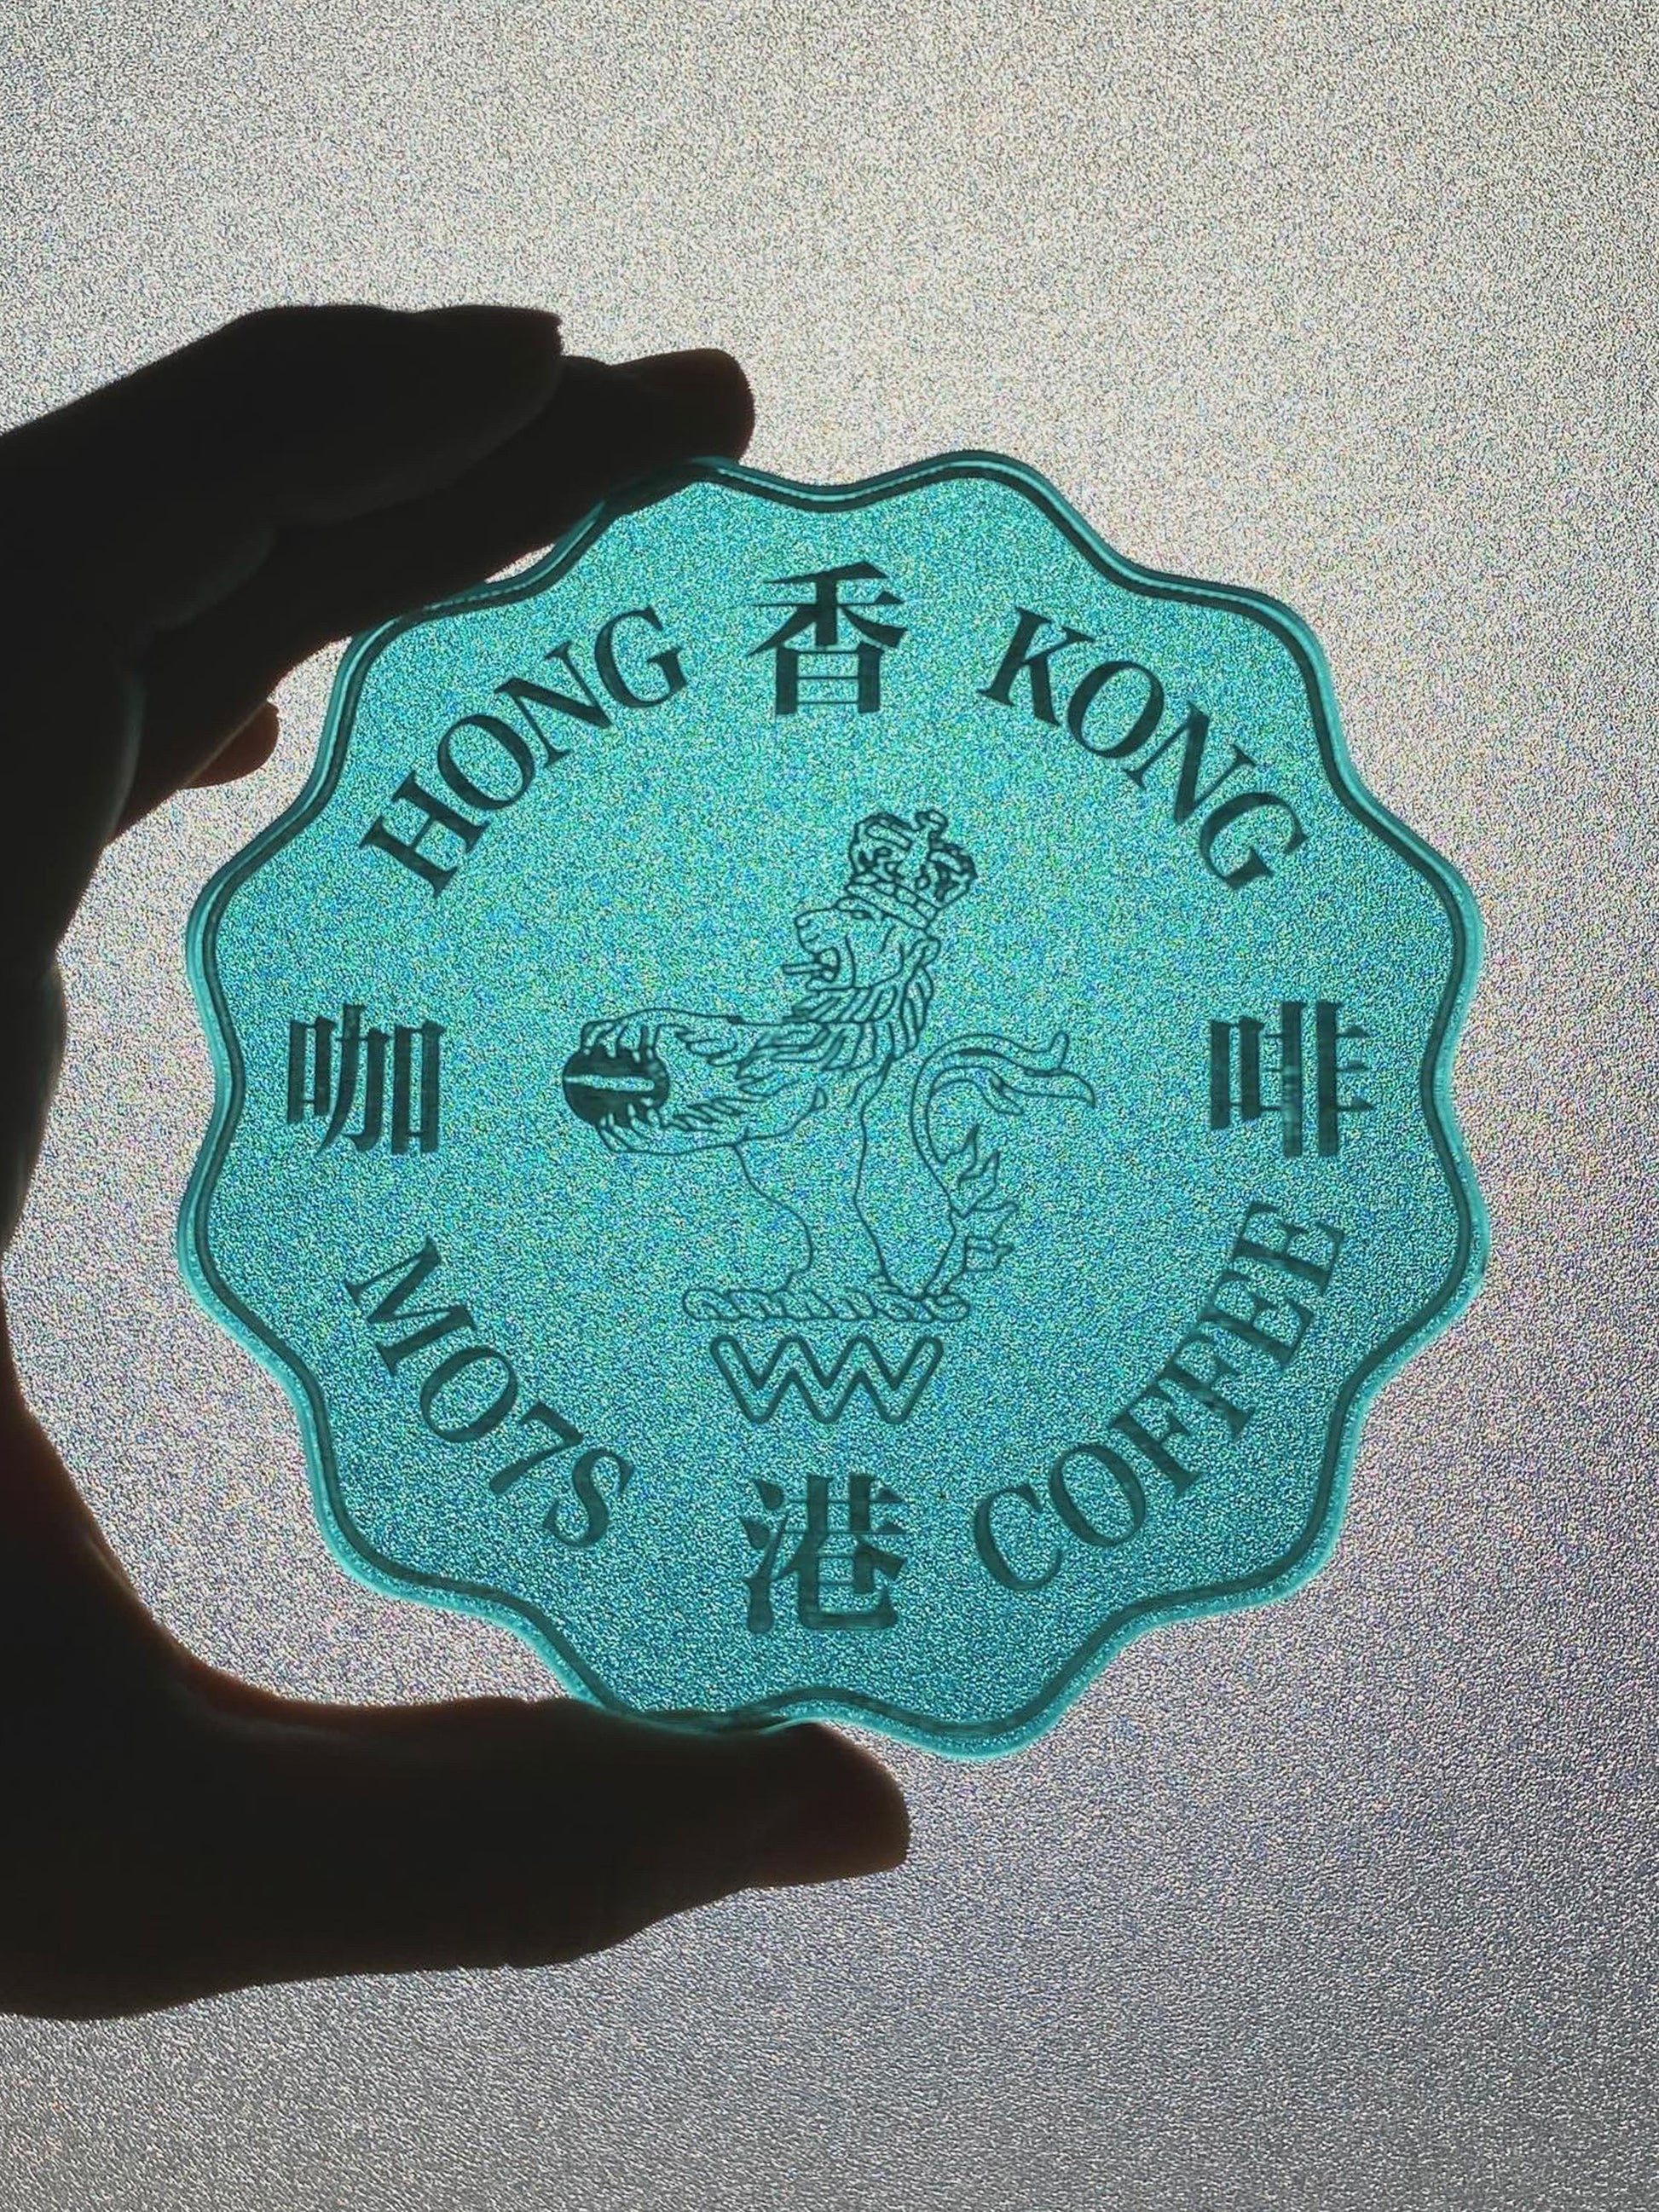 HONG 香 KONG
咖 啡
MO7S 港 COFFEE